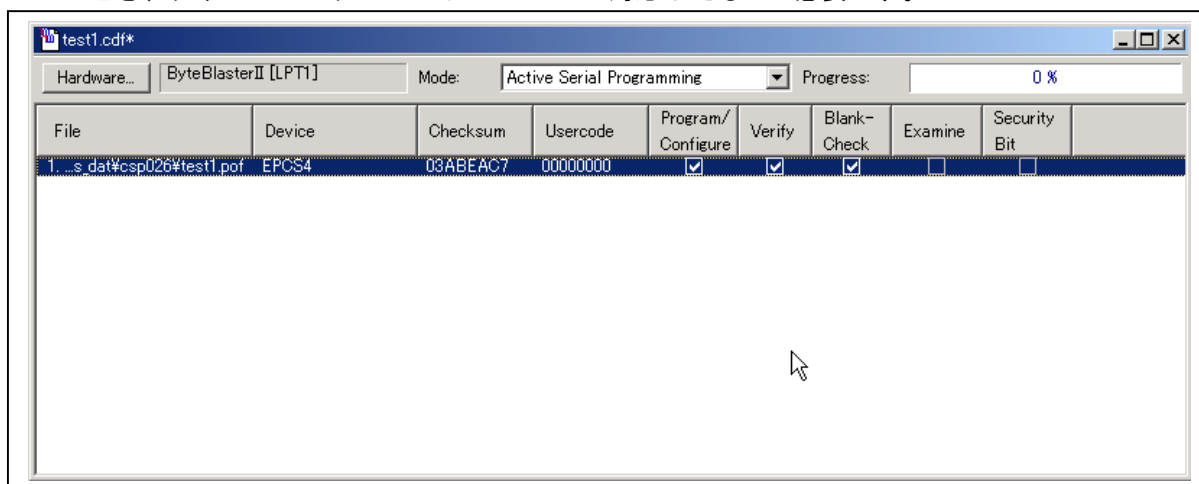 test1.cdf*
Hardware... ByteBlasterII [LPT1] Mode: Active Serial Programming Progress: 0 %
File Device Checksum Usercode Program/Configure Verify Blank-Check Examine Security Bit
1. ...s_dat¥csp026¥test1.pof EPCS4 03ABEAC7 00000000